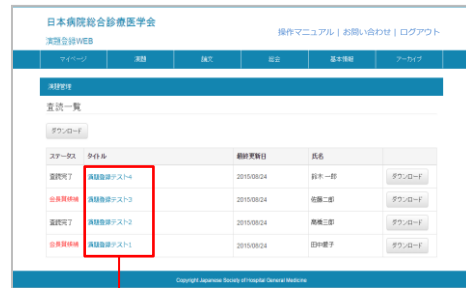 日本病院総合診療医学会
演題登録WEB
操作マニュアル | お問い合わせ | ログアウト
マイページ 演題 論文 総会 基本情報 アーカイブ
演題管理
査読一覧
ダウンロード
ステータス タイトル 最終更新日 氏名
査読完了 演題登録テスト4 2015/08/24 鈴木 一郎 ダウンロード
会長賞候補 演題登録テスト3 2015/08/24 佐藤二郎 ダウンロード
査読完了 演題登録テスト2 2015/08/24 高橋三郎 ダウンロード
会長賞候補 演題登録テスト1 2015/08/24 田中愛子 ダウンロード
Copyright Japanese Society of Hospital General Medicine